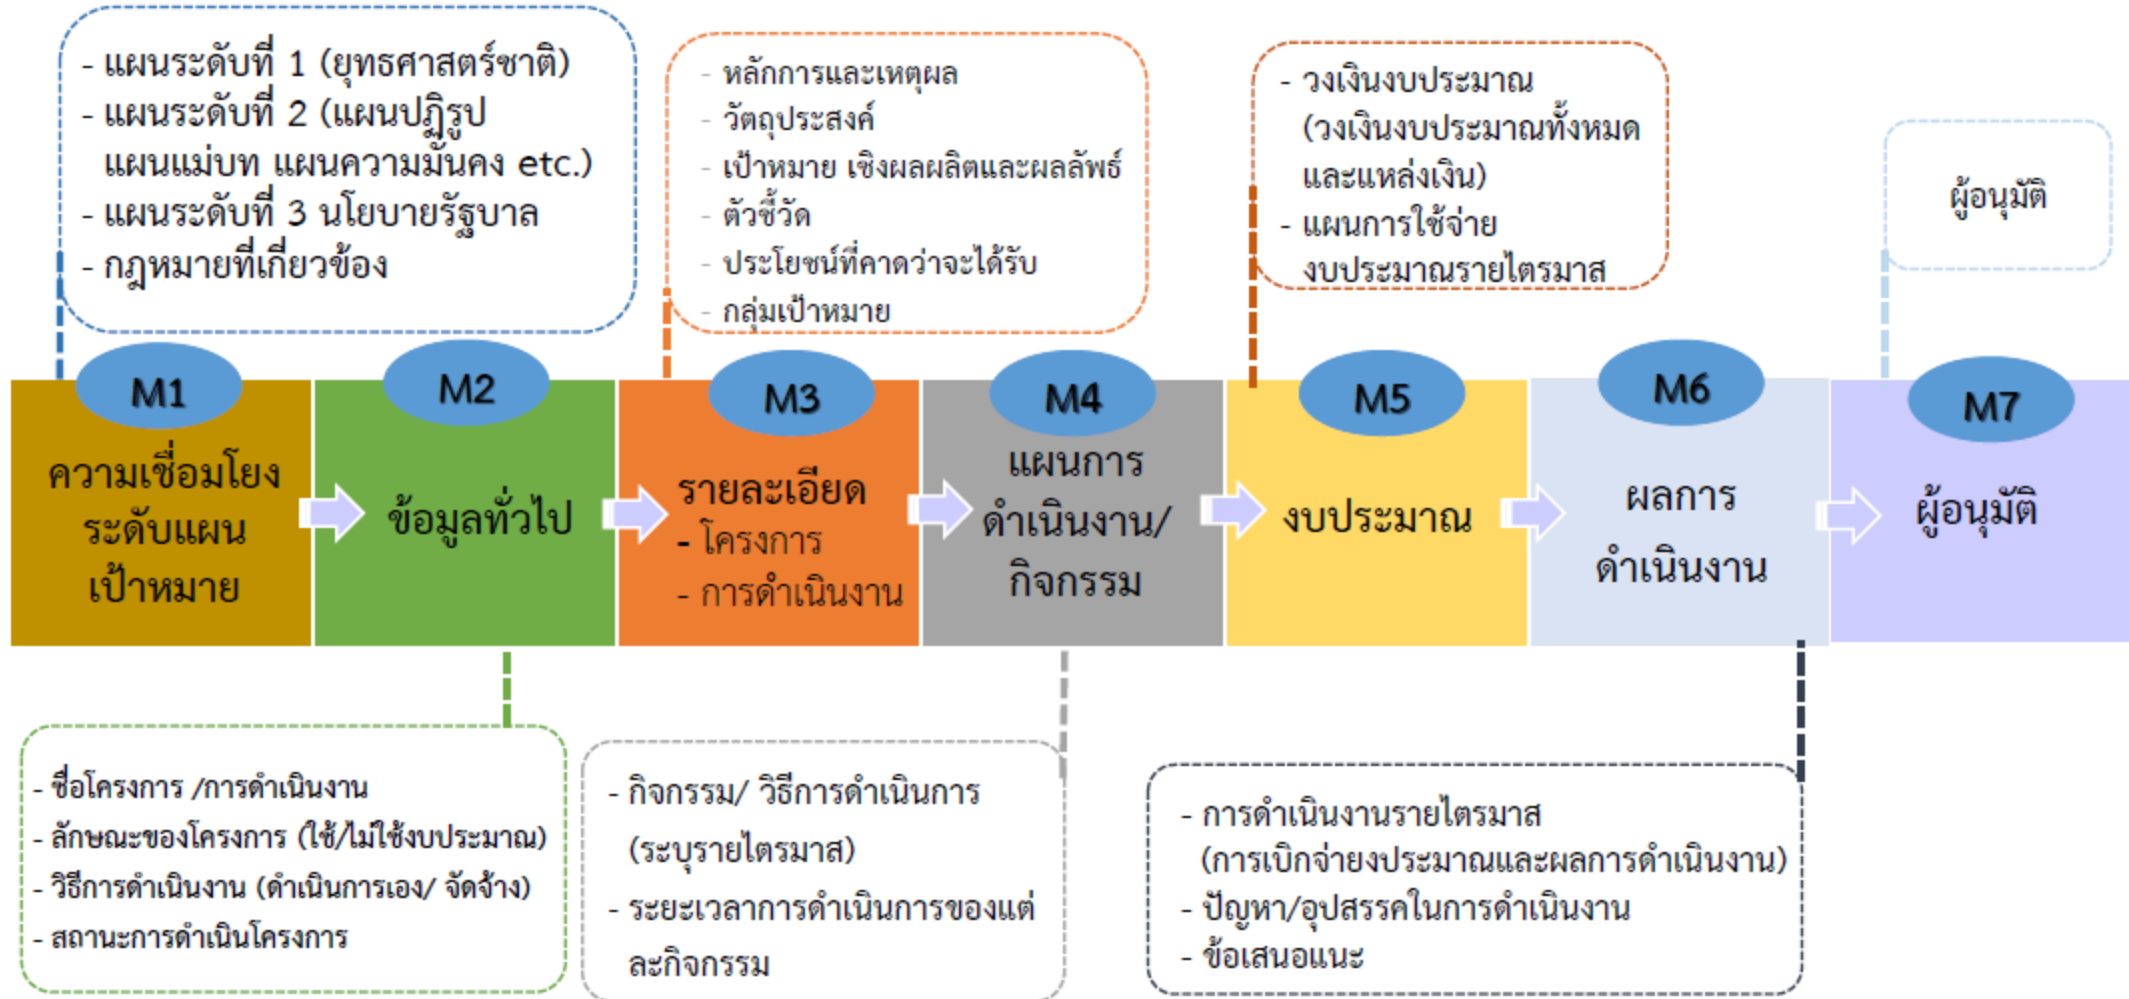 - แผนระดับที่ 1 (ยุทธศาสตร์ชาติ)
- แผนระดับที่ 2 (แผนปฏิรูป
แผนแม่บท แผนความมั่นคง etc.)
- แผนระดับที่ 3 นโยบายรัฐบาล
- กฎหมายที่เกี่ยวข้อง
- หลักการและเหตุผล
- วัตถุประสงค์
- เป้าหมาย เชิงผลผลิตและผลลัพธ์
- ตัวชี้วัด
- ประโยชน์ที่คาดว่าจะได้รับ
- กลุ่มเป้าหมาย
- วงเงินงบประมาณ
(วงเงินงบประมาณทั้งหมด
และแหล่งเงิน)
- แผนการใช้จ่าย
งบประมาณรายไตรมาส
ผู้อนุมัติ
M1
ความเชื่อมโยง
ระดับแผน
เป้าหมาย
M2
ข้อมูลทั่วไป
M3
รายละเอียด
- โครงการ
- การดำเนินงาน
M4
แผนการ
ดำเนินงาน/
กิจกรรม
M5
งบประมาณ
M6
ผลการ
ดำเนินงาน
M7
ผู้อนุมัติ
- ชื่อโครงการ /การดำเนินงาน
- ลักษณะของโครงการ (ใช้/ไม่ใช้งบประมาณ)
- วิธีการดำเนินงาน (ดำเนินการเอง/ จัดจ้าง)
- สถานะการดำเนินโครงการ
- กิจกรรม/ วิธีการดำเนินการ
(ระบุรายไตรมาส)
- ระยะเวลาการดำเนินการของแต่
ละกิจกรรม
- การดำเนินงานรายไตรมาส
(การเบิกจ่ายงประมาณและผลการดำเนินงาน)
- ปัญหา/อุปสรรคในการดำเนินงาน
- ข้อเสนอแนะ